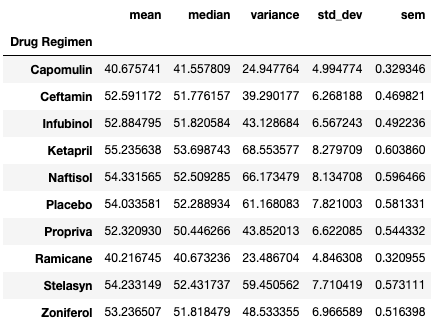 mean median variance std_dev sem
Drug Regimen
Capomulin 40.675741 41.557809 24.947764 4.994774 0.329346
Ceftamin 52.591172 51.776157 39.290177 6.268188 0.469821
Infubinol 52.884795 51.820584 43.128684 6.567243 0.492236
Ketapril 55.235638 53.698743 68.553577 8.279709 0.603860
Naftisol 54.331565 52.509285 66.173479 8.134708 0.596466
Placebo 54.033581 52.288934 61.168083 7.821003 0.581331
Propriva 52.320930 50.446266 43.852013 6.622085 0.544332
Ramicane 40.216745 40.673236 23.486704 4.846308 0.320955
Stelasyn 54.233149 52.431737 59.450562 7.710419 0.573111
Zoniferol 53.236507 51.818479 48.533355 6.966589 0.516398